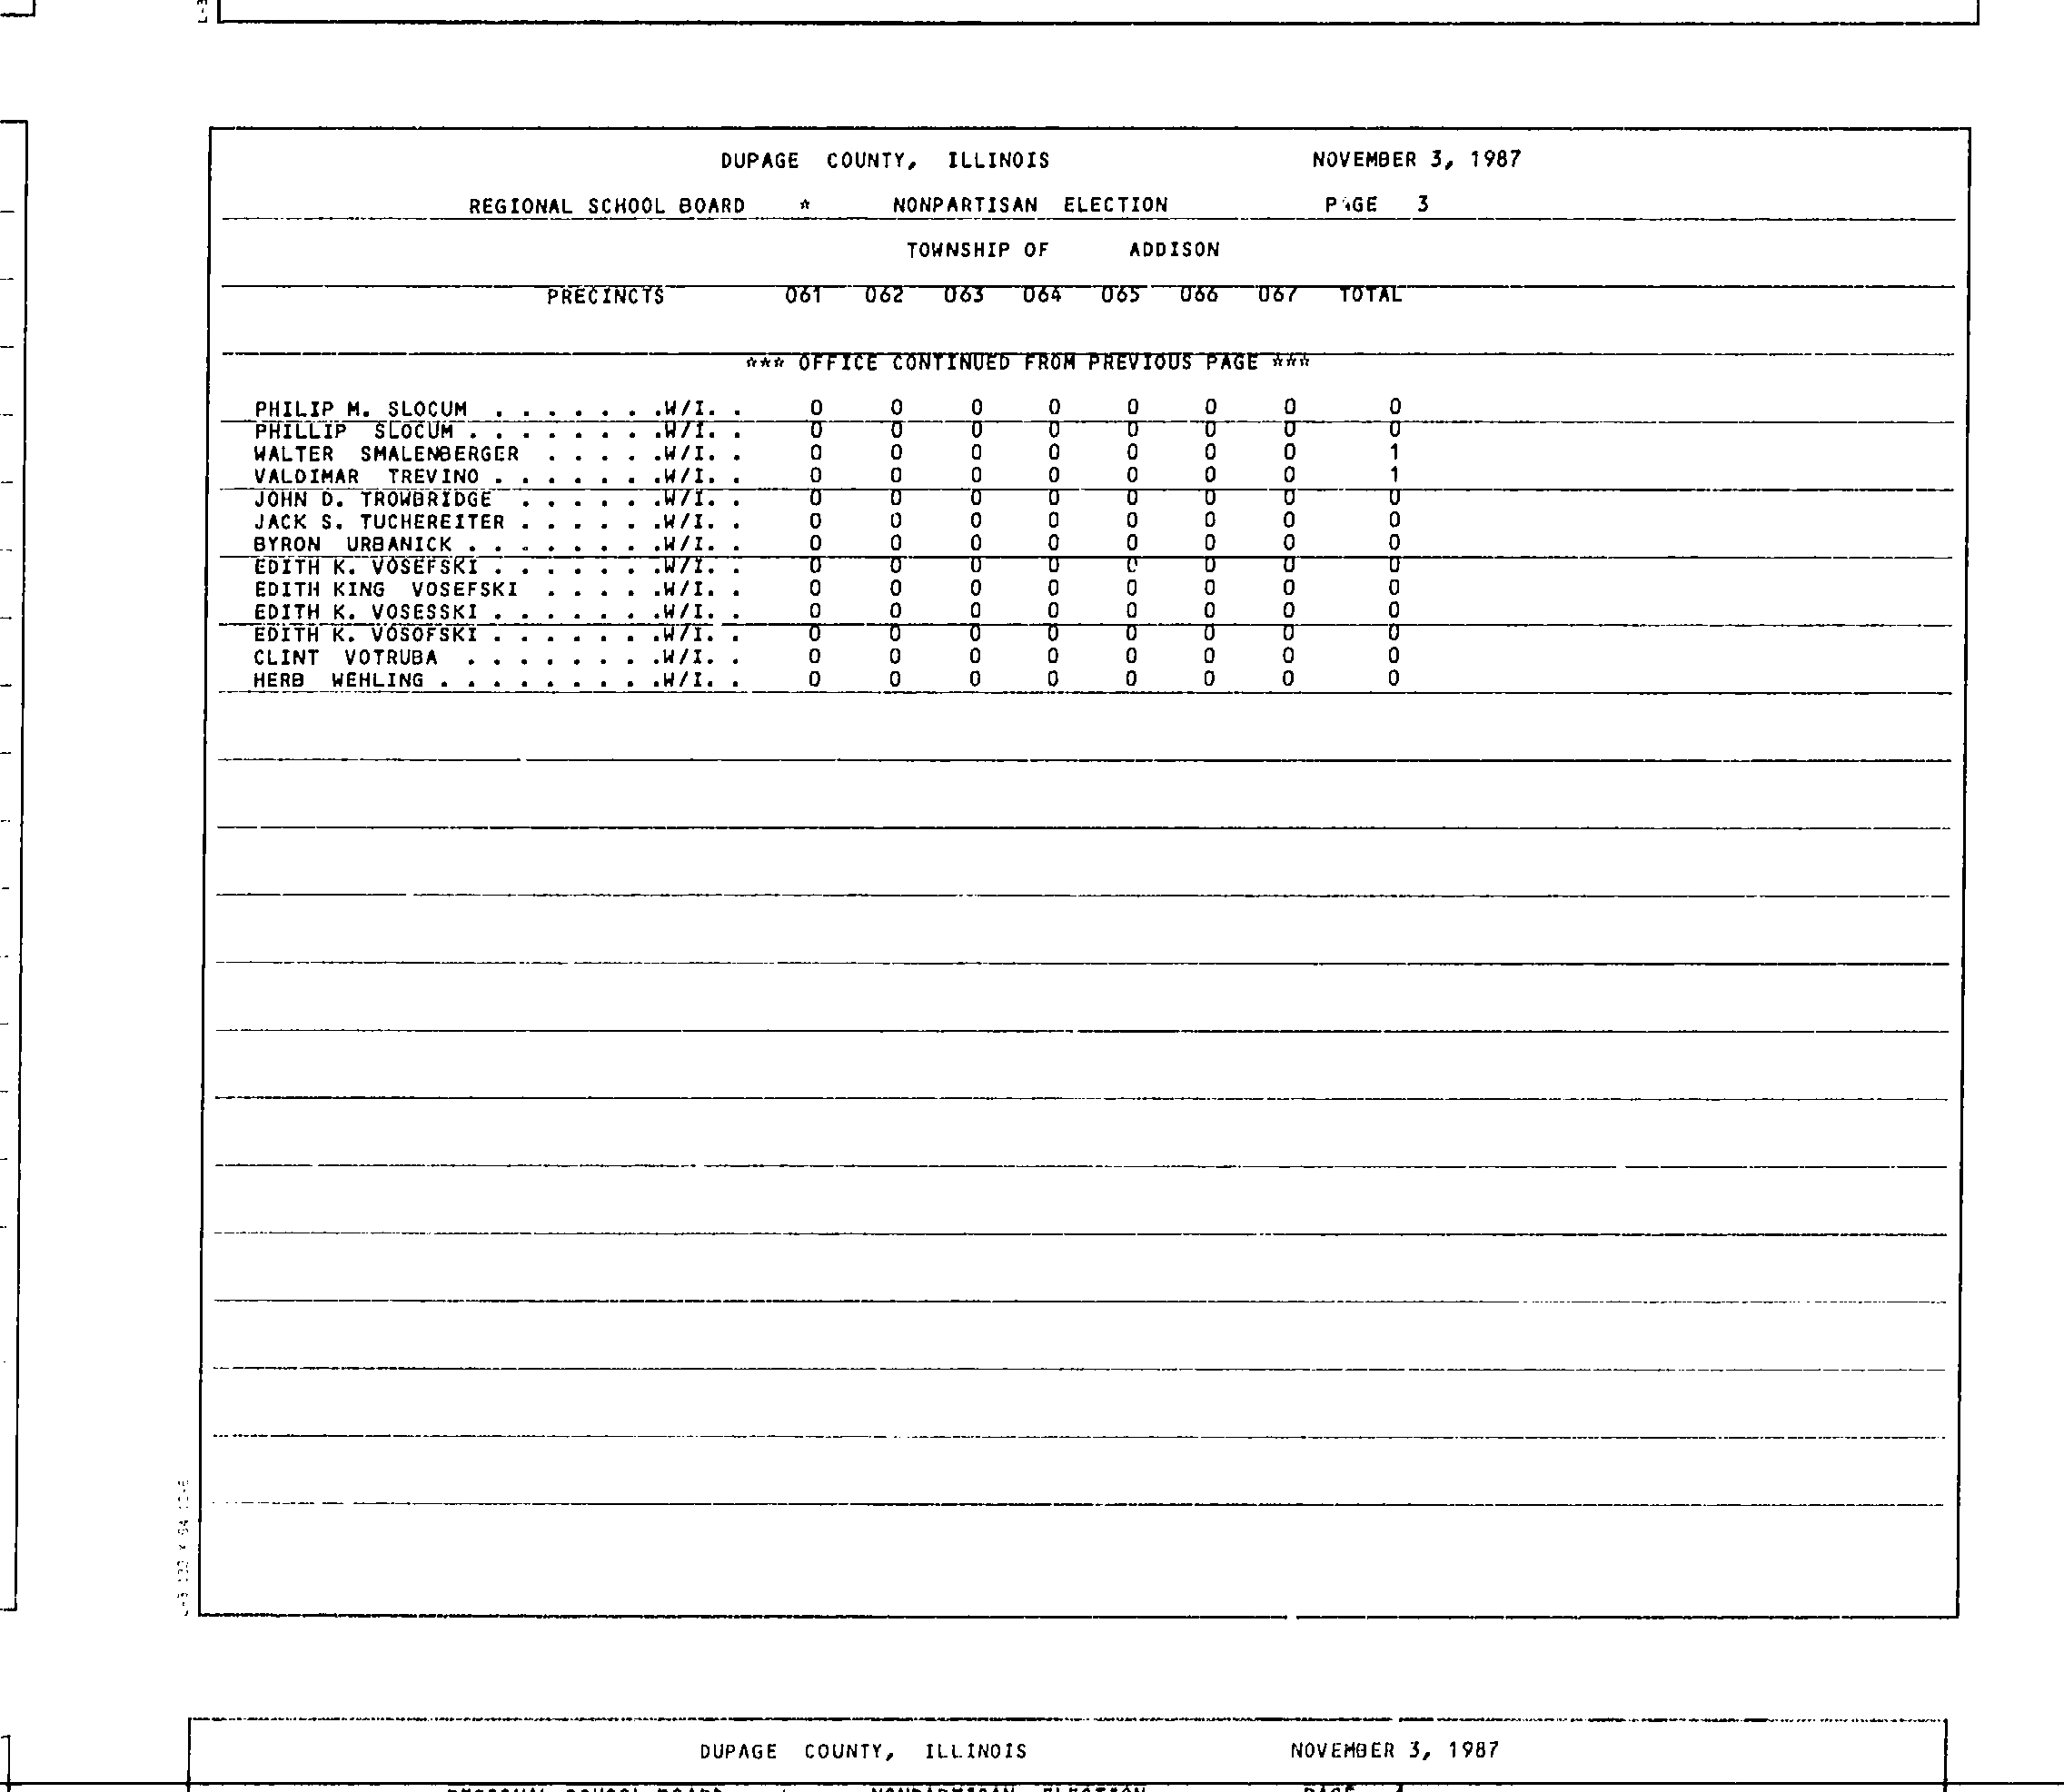 DUPAGE COUNTY, ILLINOIS NOVEMBER 3, 1987
REGIONAL SCHOOL BOARD * NONPARTISAN ELECTION PAGE 3
TOWNSHIP OF ADDISON
PRECINCTS 061 062 063 064 065 066 067 TOTAL
*** OFFICE CONTINUED FROM PREVIOUS PAGE ***
PHILIP M. SLOCUM . . . . . . .W/I. . 0 0 0 0 0 0 0 0
PHILLIP SLOCUM . . . . . . . .W/I. . 0 0 0 0 0 0 0 0
WALTER SMALENBERGER . . . . .W/I. . 0 0 0 0 0 0 0 1
VALDIMAR TREVINO . . . . . . .W/I. . 0 0 0 0 0 0 0 1
JOHN D. TROWBRIDGE . . . . . .W/I. . 0 0 0 0 0 0 0 0
JACK S. TUCHEREITER . . . . . .W/I. . 0 0 0 0 0 0 0 0
BYRON URBANICK . . . . . . . .W/I. . 0 0 0 0 0 0 0 0
EDITH K. VOSEFSKI . . . . . . .W/I. . 0 0 0 0 0 0 0 0
EDITH KING VOSEFSKI . . . . .W/I. . 0 0 0 0 0 0 0 0
EDITH K. VOSESSKI . . . . . . .W/I. . 0 0 0 0 0 0 0 0
EDITH K. VOSOFSKI . . . . . . .W/I. . 0 0 0 0 0 0 0 0
CLINT VOTRUBA . . . . . . . .W/I. . 0 0 0 0 0 0 0 0
HERB WEHLING . . . . . . . . .W/I. . 0 0 0 0 0 0 0 0
DUPAGE COUNTY, ILLINOIS NOVEMBER 3, 1987